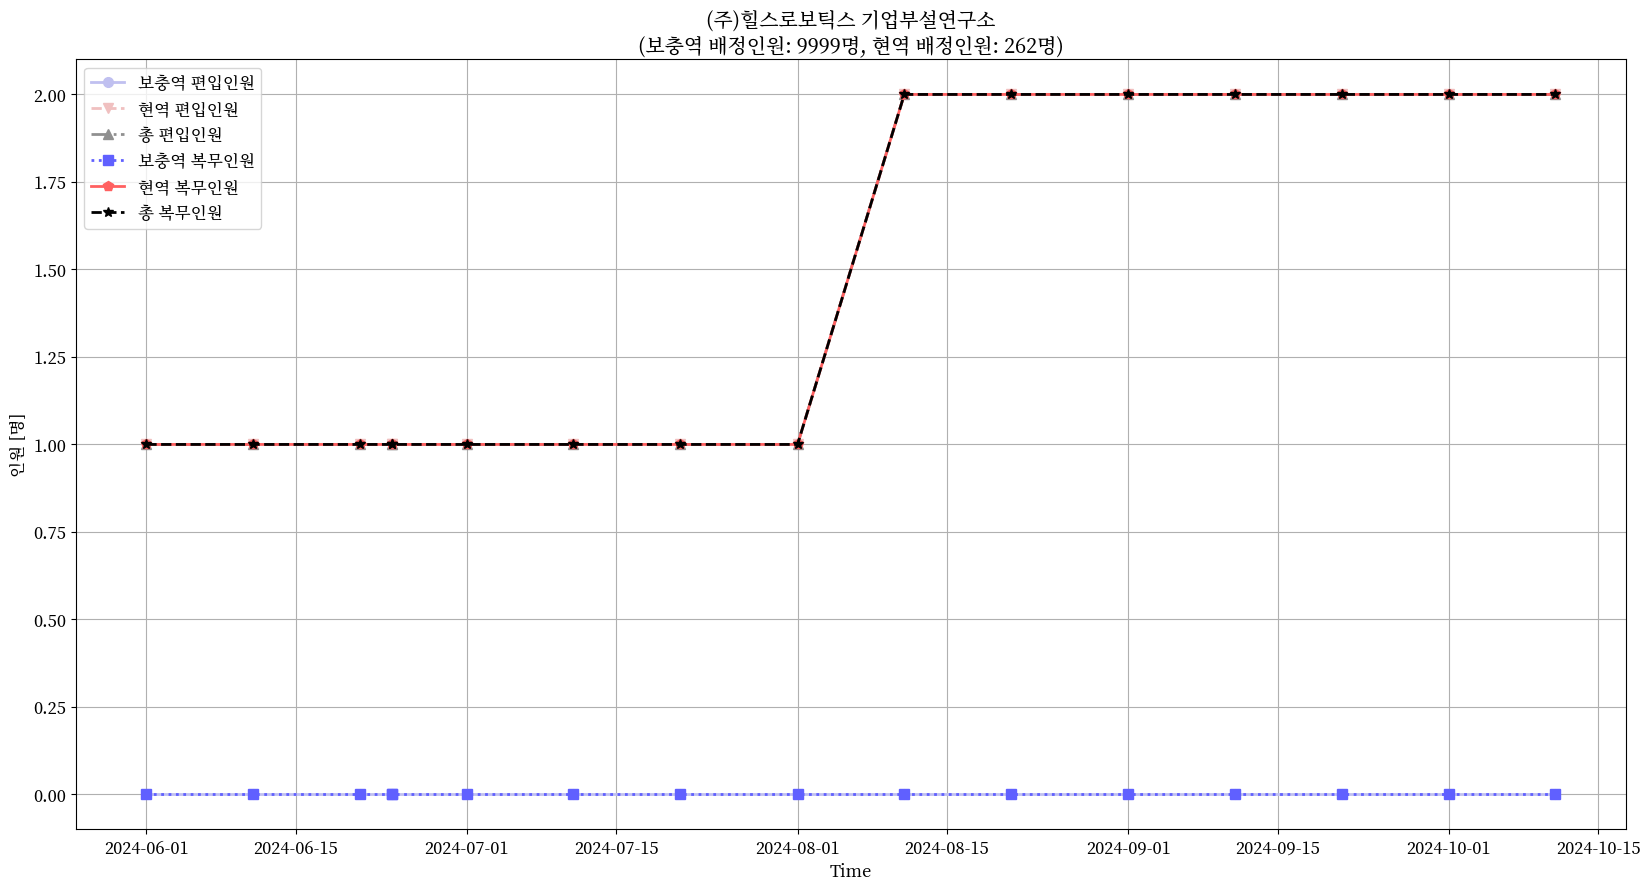 (주)힐스로보틱스 기업부설연구소
(보충역 배정인원: 9999명, 현역 배정인원: 262명)
보충역 편입인원
현역 편입인원
총 편입인원
보충역 복무인원
현역 복무인원
총 복무인원
2.00
1.75
1.50
1.25
1.00
0.75
0.50
0.25
0.00
인원 [명]
2024-06-01 2024-06-15 2024-07-01 2024-07-15 2024-08-01 2024-08-15 2024-09-01 2024-09-15 2024-10-01 2024-10-15
Time